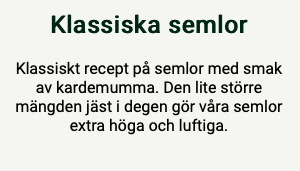 Klassiska semlor
Klassiskt recept på semlor med smak
av kardemumma. Den lite större
mängden jäst i degen gör våra semlor
extra höga och luftiga.